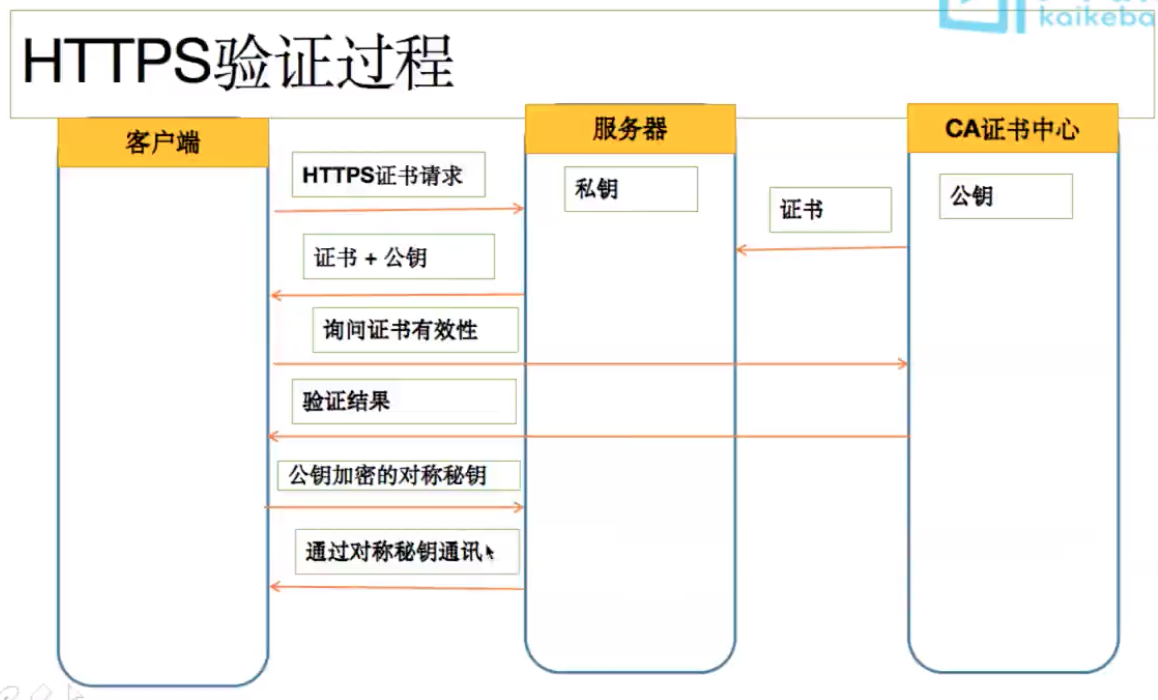 kaikeba
HTTPS验证过程
客户端
服务器
CA证书中心
HTTPS证书请求
私钥
证书
公钥
证书 + 公钥
询问证书有效性
验证结果
公钥加密的对称秘钥
通过对称秘钥通讯